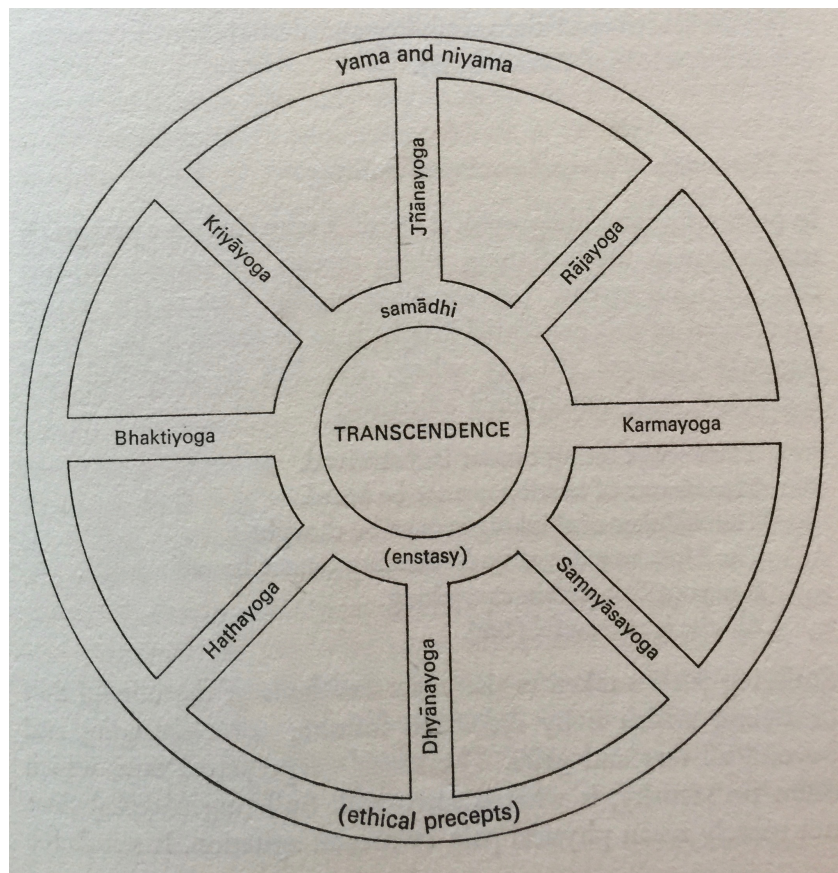 yama and niyama
Jñānayoga
Kriyāyoga
Rājayoga
samādhi
TRANSCENDENCE
Bhaktiyoga
Karmayoga
(enstasy)
Haṭhayoga
Saṃnyāsayoga
Dhyānayoga
(ethical precepts)